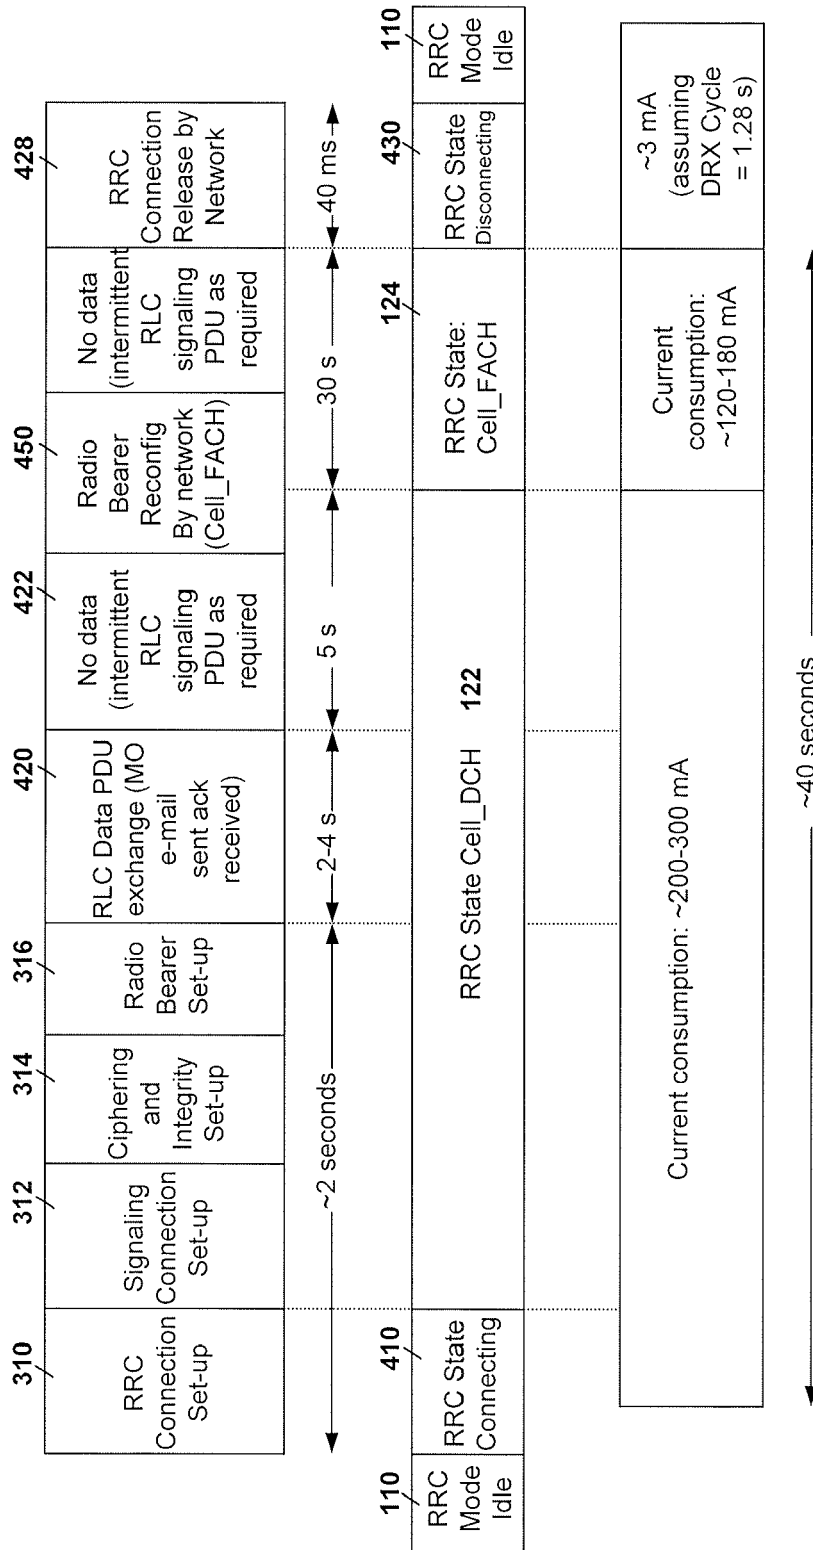 310
RRC
Connection
Set-up
312
Signaling
Connection
Set-up
314
Ciphering
and
Integrity
Set-up
316
Radio
Bearer
Set-up
420
RLC Data PDU
exchange (MO
e-mail
sent ack
received)
422
No data
(intermittent
RLC
signaling
PDU as
required
450
Radio
Bearer
Reconfig
By network
(Cell_FACH)
No data
(intermittent
RLC
signaling
PDU as
required
428
RRC
Connection
Release by
Network
~2 seconds
2-4 s
5 s
30 s
40 ms
110
RRC
Mode
Idle
410
RRC State
Connecting
RRC State Cell_DCH 122
124
RRC State:
Cell_FACH
430
RRC State
Disconnecting
110
RRC
Mode
Idle
Current consumption: ~200-300 mA
Current
consumption:
~120-180 mA
~3 mA
(assuming
DRX Cycle
= 1.28 s)
~40 seconds